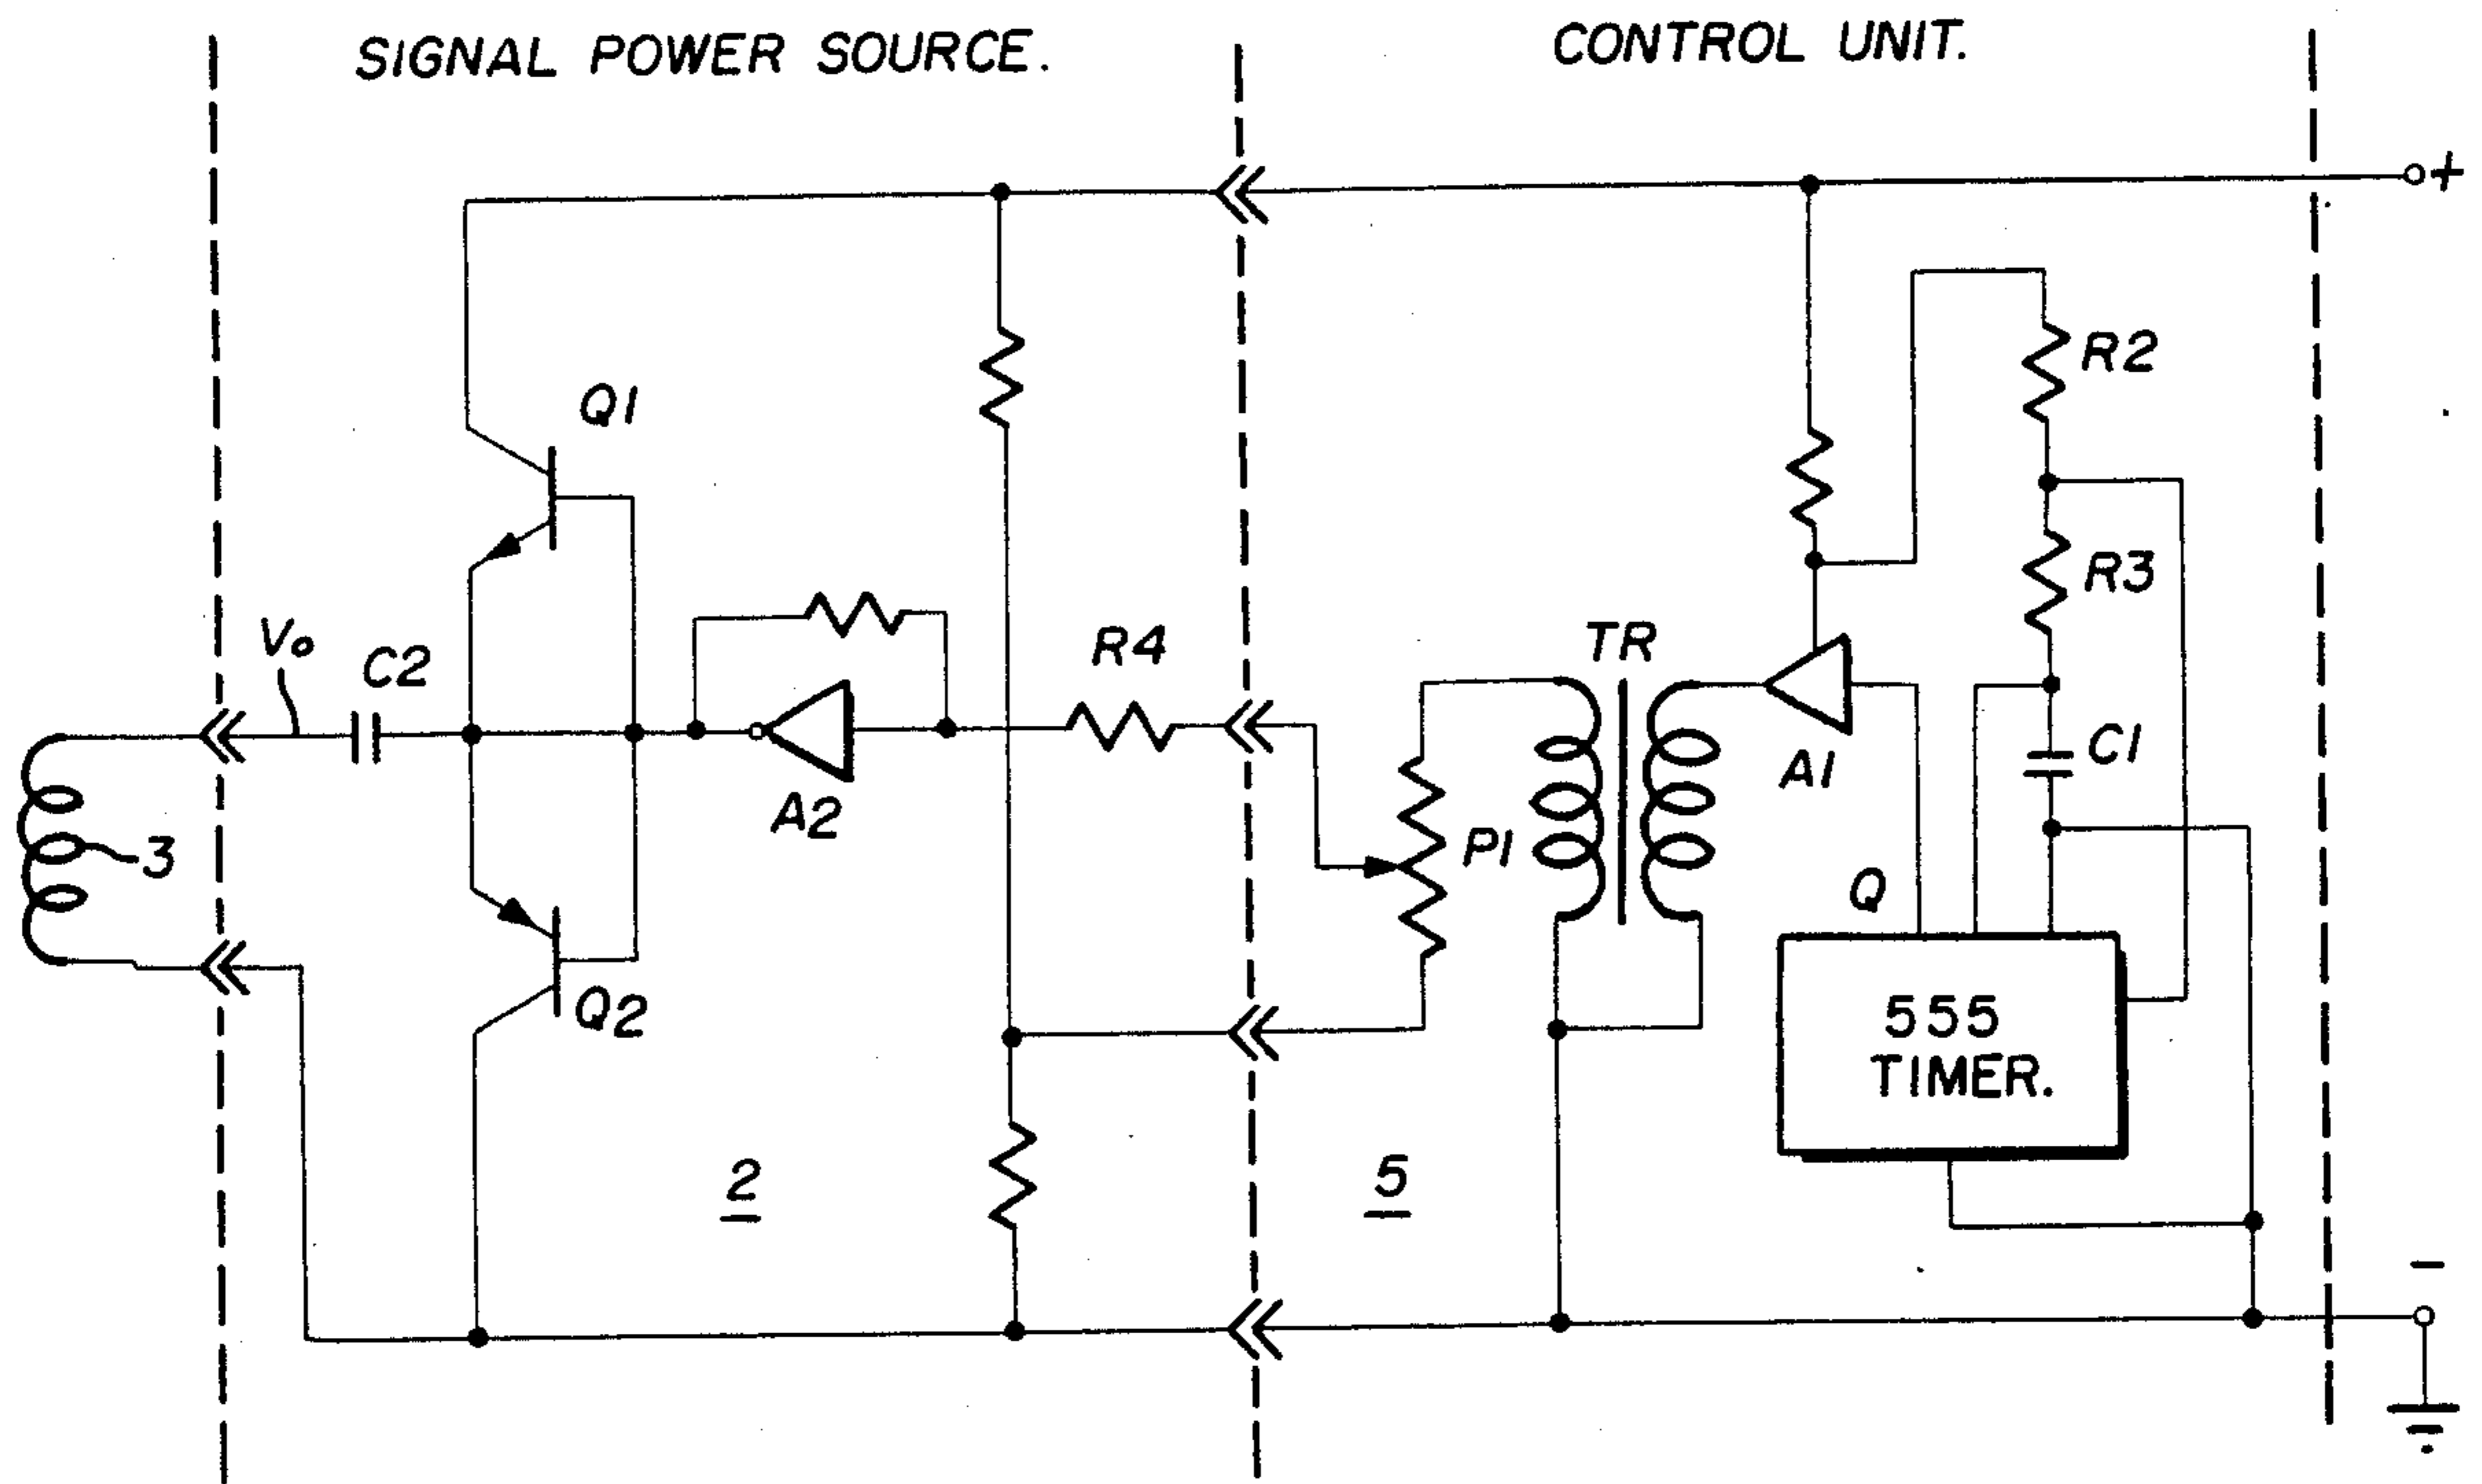 SIGNAL POWER SOURCE.
CONTROL UNIT.
+
Q1
R2
R3
Vo
C2
R4
TR
A1
C1
A2
3
P1
Q
Q2
555
TIMER.
2
5
-